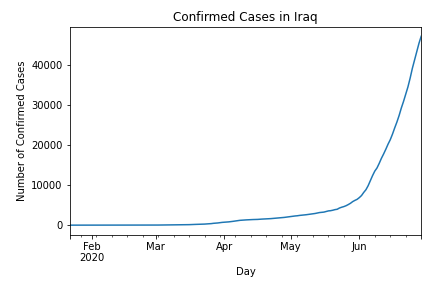 Confirmed Cases in Iraq
Number of Confirmed Cases
40000
30000
20000
10000
0
Feb
2020
Mar
Apr
May
Jun
Day